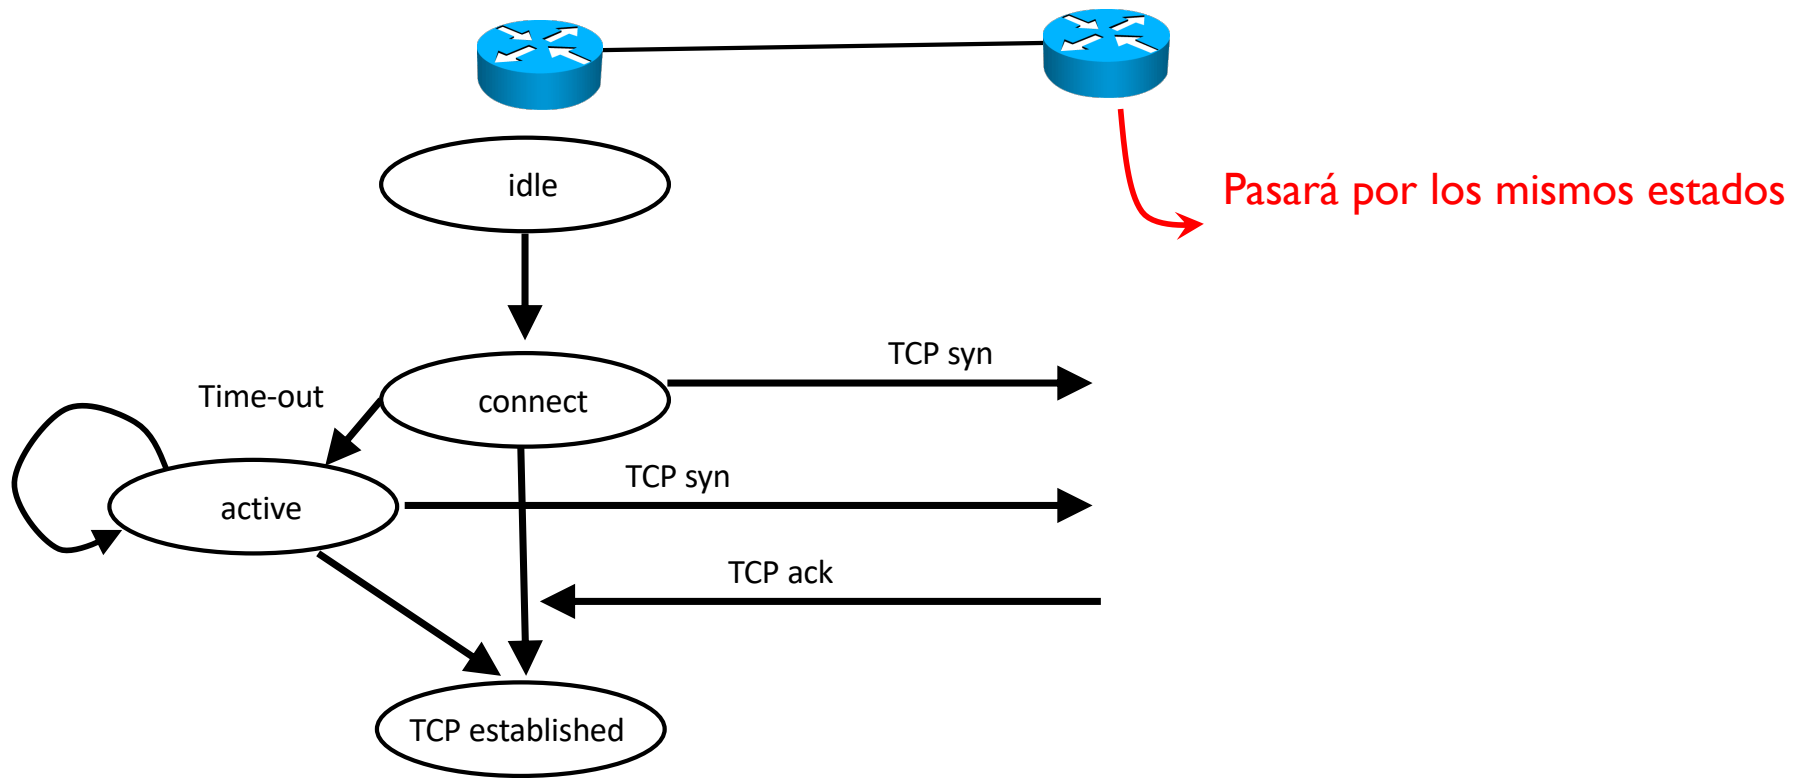 idle
Pasará por los mismos estados
TCP syn
Time-out
connect
TCP syn
active
TCP ack
TCP established